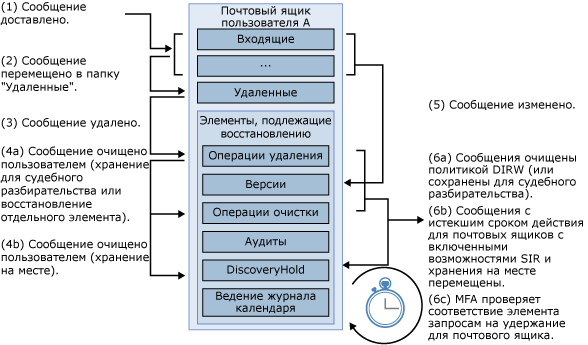 (1) Сообщение
доставлено.
(2) Сообщение
перемещено в папку
"Удаленные".
(3) Сообщение удалено.
(4a) Сообщение очищено
пользователем (хранение
для судебного
разбирательства или
восстановление
отдельного элемента).
(4b) Сообщение очищено
пользователем (хранение
на месте).
Почтовый ящик
пользователя A
Входящие
...
Удаленные
Элементы, подлежащие
восстановлению
Операции удаления
Версии
Операции очистки
Аудиты
DiscoveryHold
Ведение журнала
календаря
(5) Сообщение изменено.
(6a) Сообщения очищены
политикой DIRW (или
сохранены для судебного
разбирательства).
(6b) Сообщения с
истекшим сроком действия
для почтовых ящиков с
включенными
возможностями SIR и
хранения на месте
перемещены.
(6c) MFA проверяет
соответствие элемента
запросам на удержание
для почтового ящика.